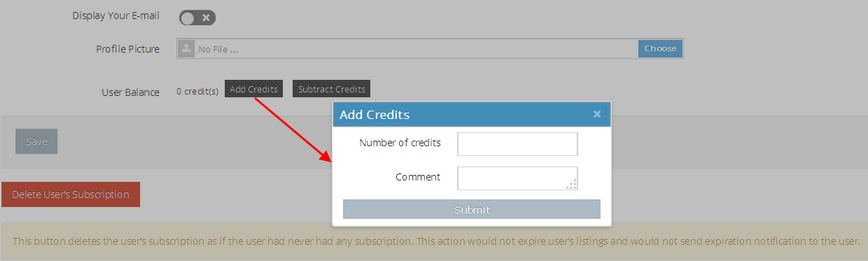 Display Your E-mail
Profile Picture No File ... Choose
User Balance 0 credit(s) Add Credits Subtract Credits
Add Credits
Number of credits
Comment
Submit
Save
Delete User's Subscription
This button deletes the user's subscription as if the user had never had any subscription. This action would not expire user's listings and would not send expiration notification to the user.